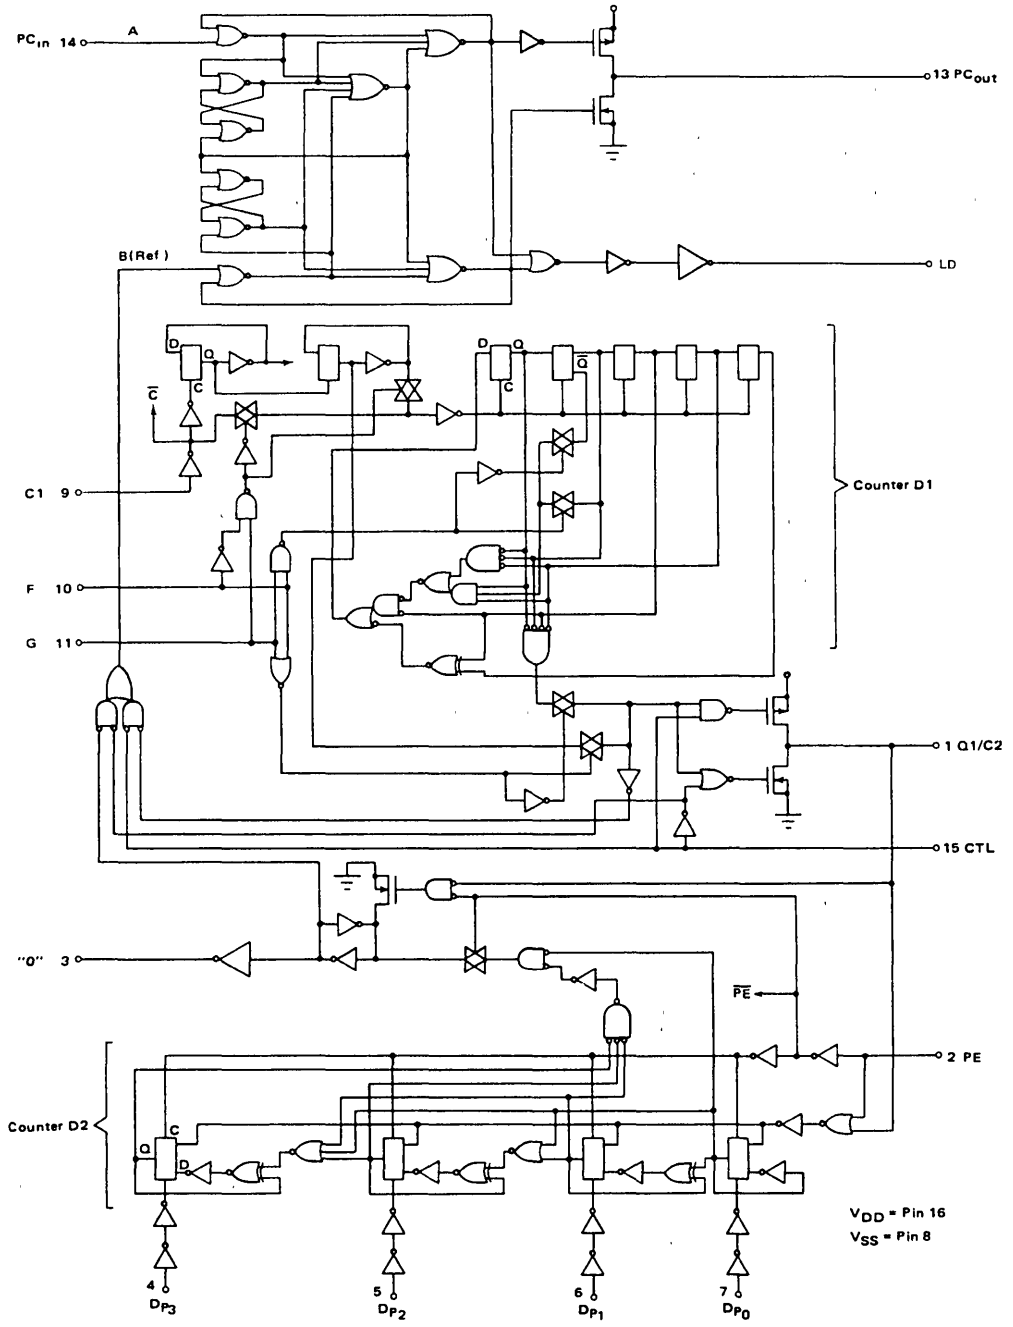 PCin 14 A
13 PCout
B(Ref)
LD
D Q
C
C̅
C
D Q
C
Q̅
C1 9
Counter D1
F 10
G 11
1 Q1/C2
15 CTL
"0" 3
P̅E̅
2 PE
Counter D2
C
Q
D
VDD = Pin 16
VSS = Pin 8
4
DP3
5
DP2
6
DP1
7
DP0